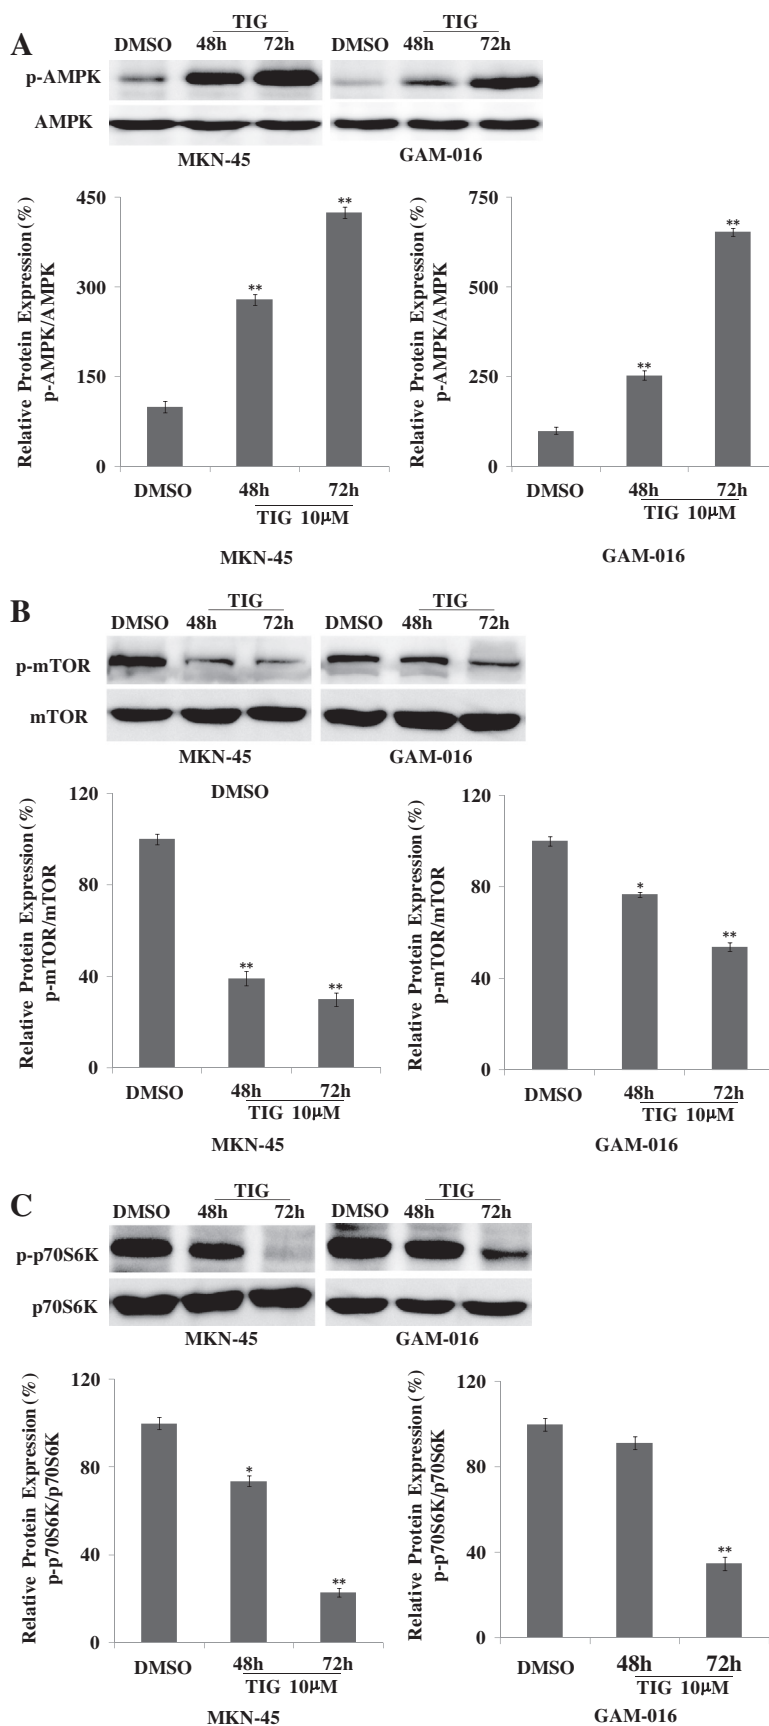 A
TIG
DMSO 48h 72h DMSO 48h 72h
TIG
p-AMPK
AMPK
MKN-45 GAM-016
Relative Protein Expression (%)
p-AMPK/AMPK
450
300
150
0
**
**
DMSO 48h 72h
TIG 10μM
MKN-45
Relative Protein Expression (%)
p-AMPK/AMPK
750
500
250
0
**
**
DMSO 48h 72h
TIG 10μM
GAM-016
B
TIG TIG
DMSO 48h 72h DMSO 48h 72h
p-mTOR
mTOR
MKN-45 GAM-016
DMSO
Relative Protein Expression (%)
p-mTOR/mTOR
120
80
40
0
**
**
DMSO 48h 72h
TIG 10μM
MKN-45
Relative Protein Expression (%)
p-mTOR/mTOR
120
80
40
0
*
**
DMSO 48h 72h
TIG 10μM
GAM-016
C
TIG TIG
DMSO 48h 72h DMSO 48h 72h
p-p70S6K
p70S6K
MKN-45 GAM-016
Relative Protein Expression (%)
p-p70S6K/p70S6K
120
80
40
0
*
**
DMSO 48h 72h
TIG 10μM
MKN-45
Relative Protein Expression (%)
p-p70S6K/p70S6K
120
80
40
0
**
DMSO 48h 72h
TIG 10μM
GAM-016